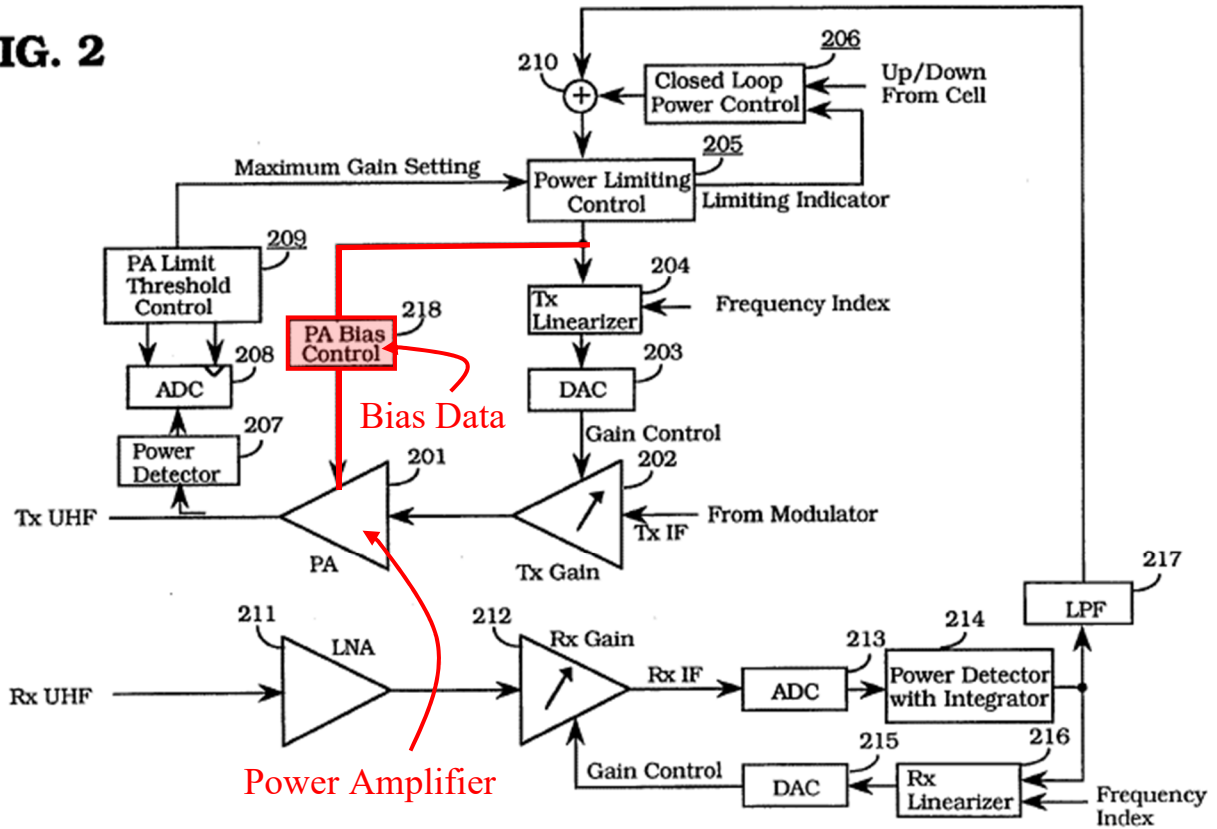 IG. 2
210
206
Closed Loop
Power Control
Up/Down
From Cell
205
Maximum Gain Setting
Power Limiting
Control
Limiting Indicator
209
PA Limit
Threshold
Control
204
Tx
Linearizer
Frequency Index
218
PA Bias
Control
208
ADC
203
DAC
Bias Data
207
Power
Detector
Gain Control
201
202
Tx UHF
From Modulator
Tx IF
PA
Tx Gain
217
LPF
211
LNA
212
Rx Gain
213
214
Rx UHF
Rx IF
ADC
Power Detector
with Integrator
215
216
Power Amplifier
Gain Control
DAC
Rx
Linearizer
Frequency
Index